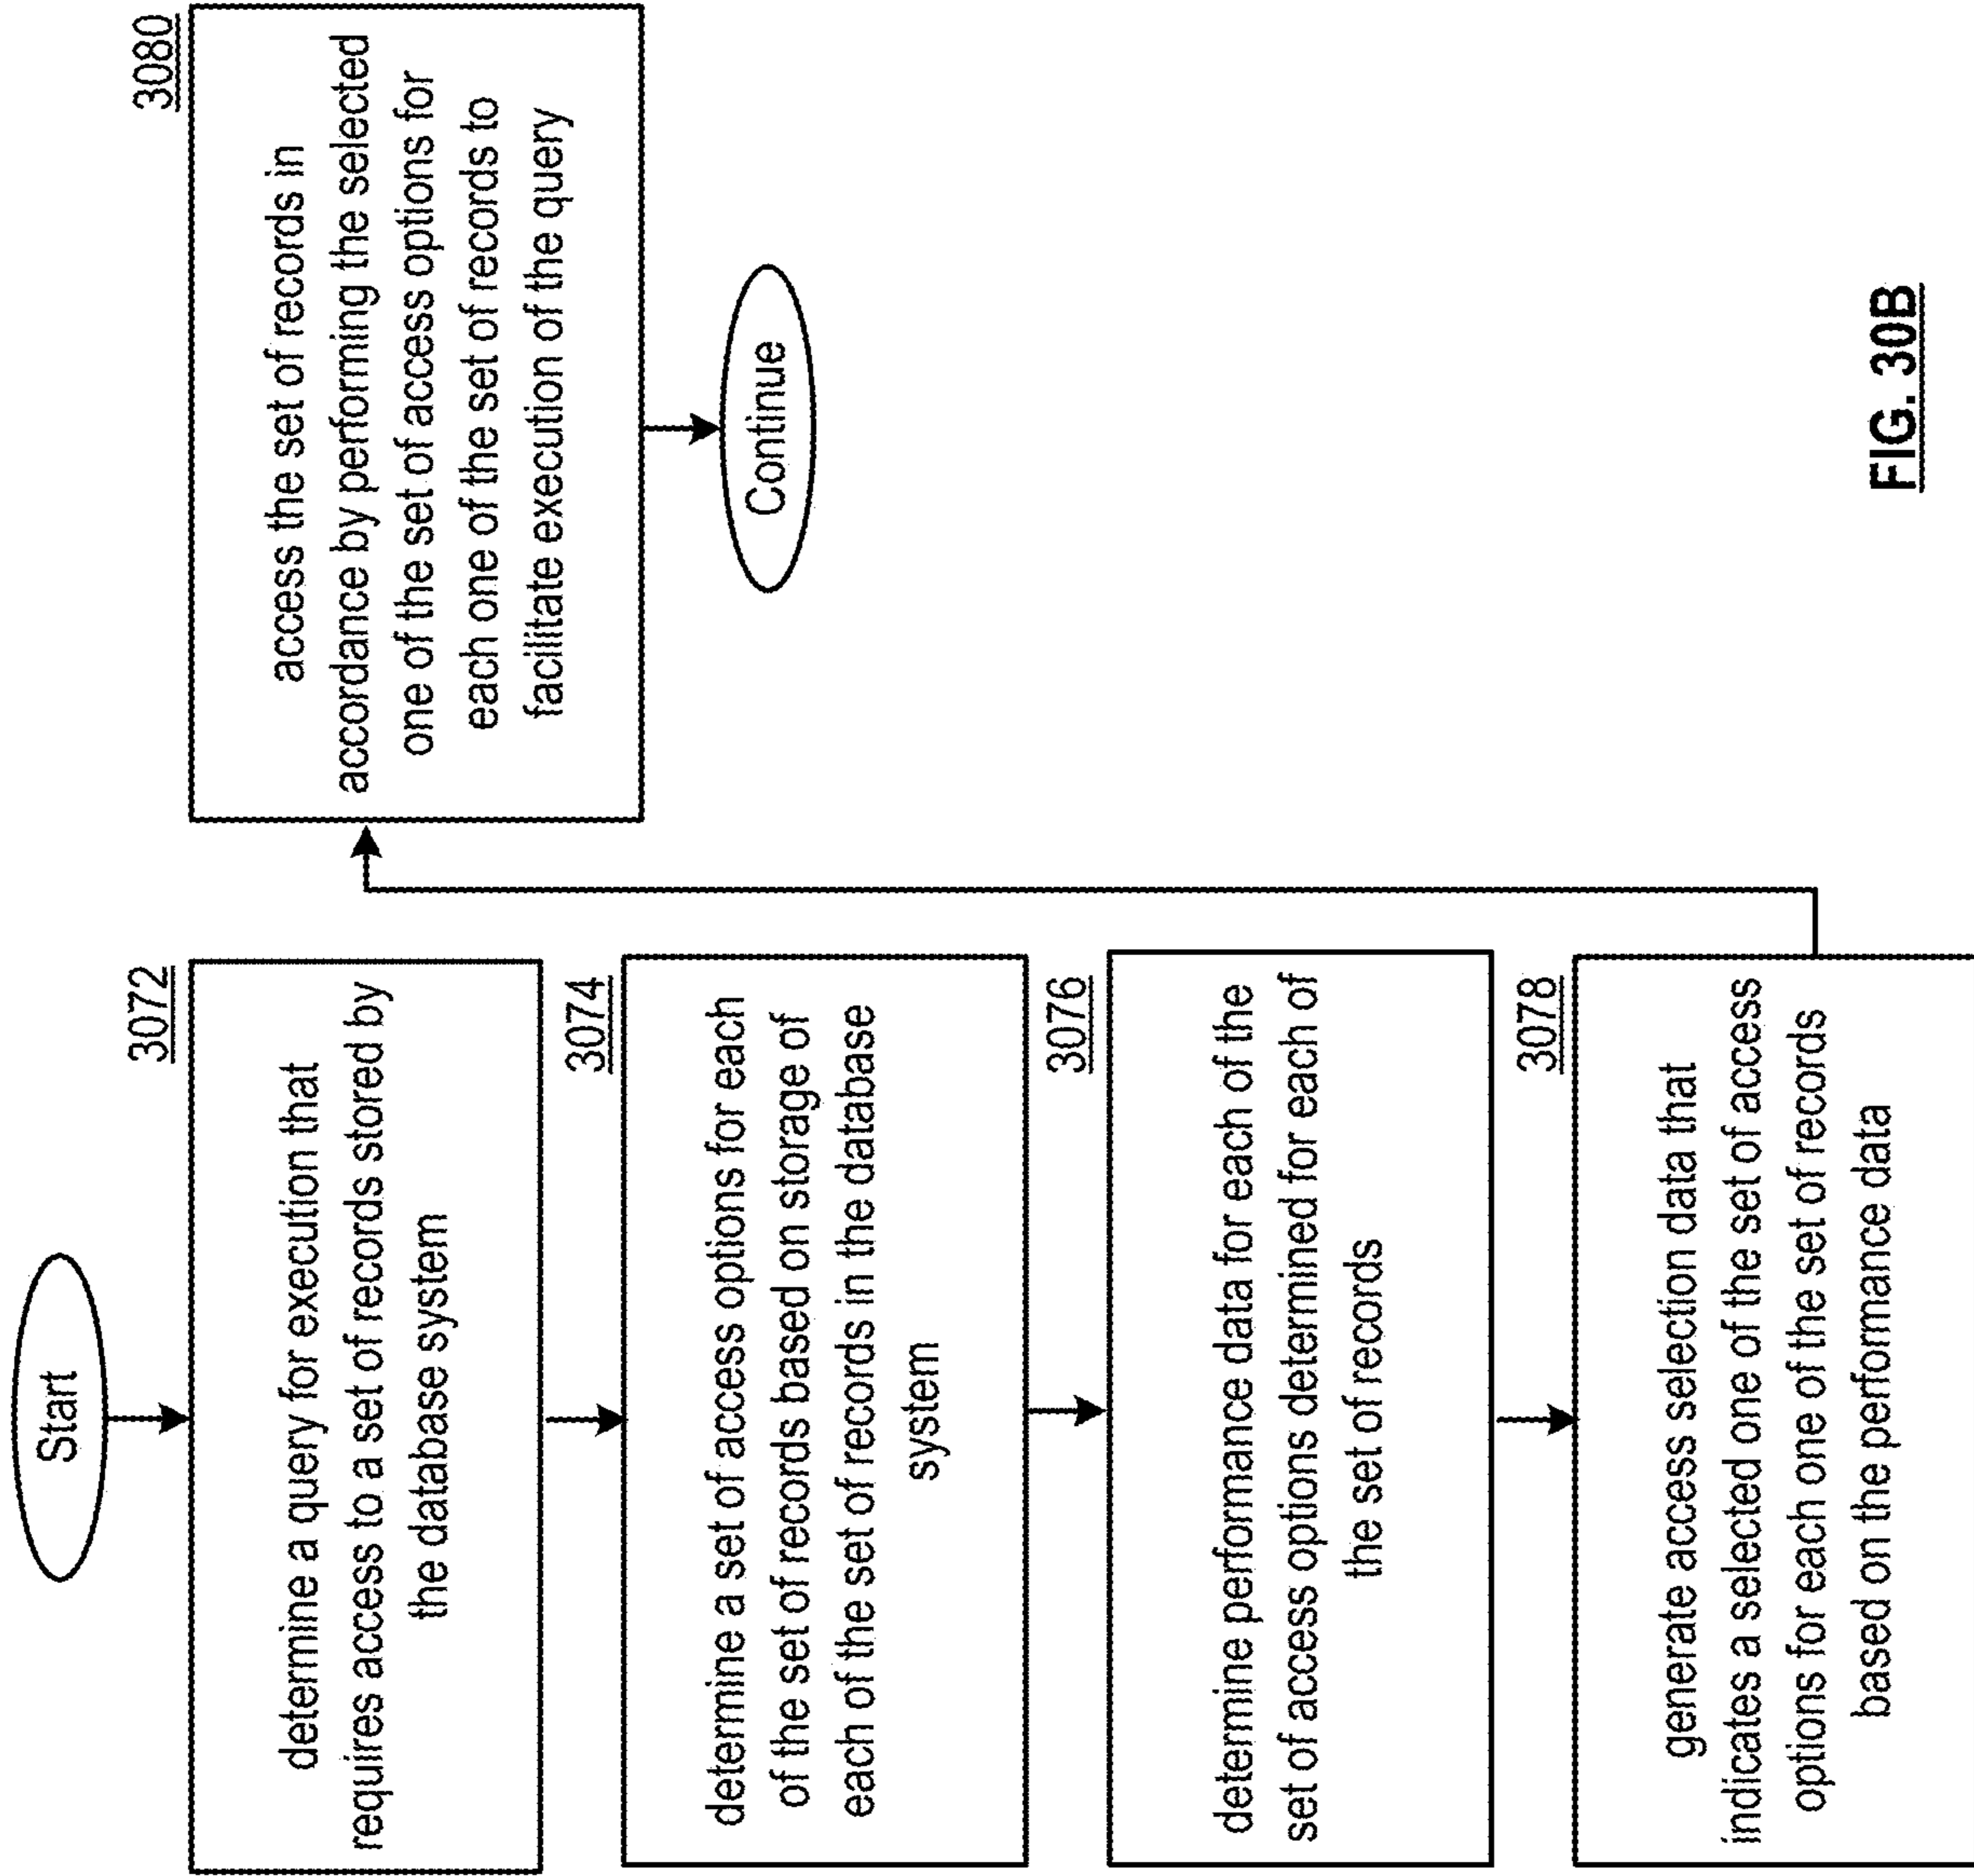 Start
3072
determine a query for execution that
requires access to a set of records stored by
the database system
3074
determine a set of access options for each
of the set of records based on storage of
each of the set of records in the database
system
3076
determine performance data for each of the
set of access options determined for each of
the set of records
3078
generate access selection data that
indicates a selected one of the set of access
options for each one of the set of records
based on the performance data
3080
access the set of records in
accordance by performing the selected
one of the set of access options for
each one of the set of records to
facilitate execution of the query
Continue
FIG. 30B